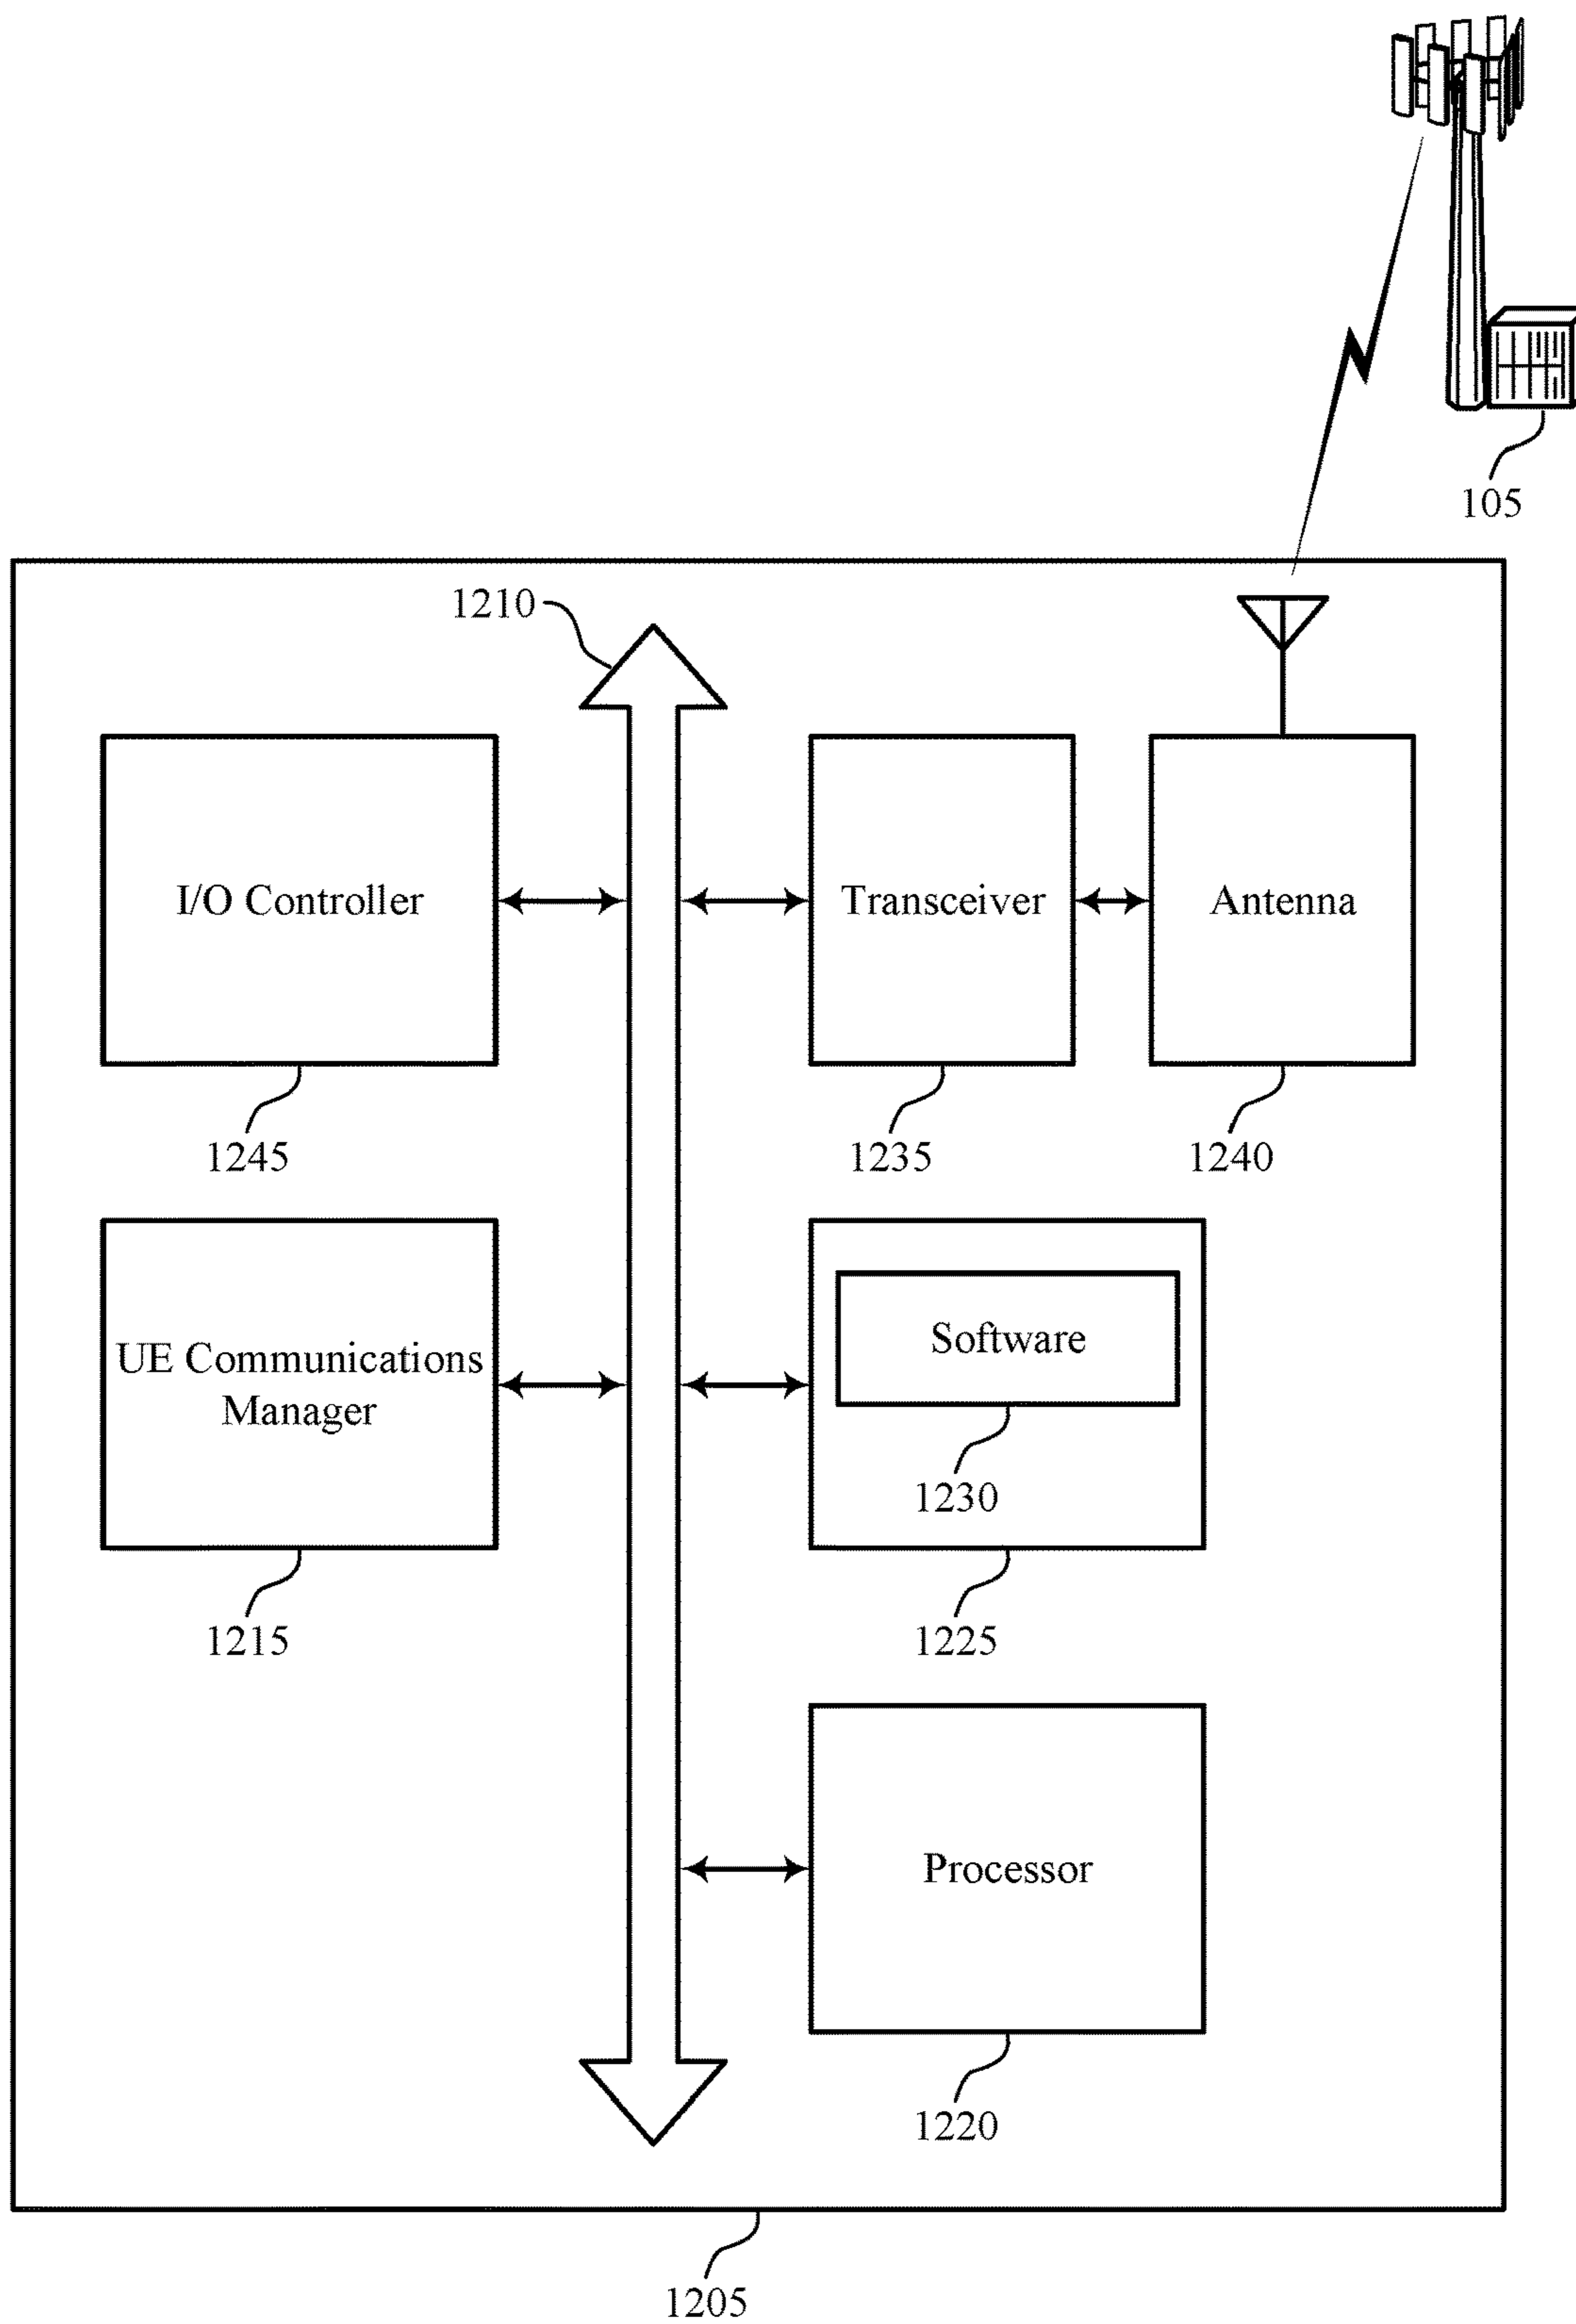 105
1210
I/O Controller
Transceiver
Antenna
1245
1235
1240
UE Communications
Manager
Software
1230
1215
1225
Processor
1220
1205